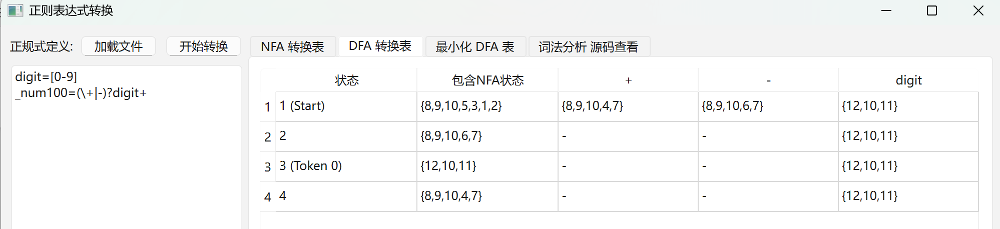 正则表达式转换
正规式定义: 加载文件 开始转换 NFA 转换表 DFA 转换表 最小化 DFA 表 词法分析 源码查看
digit=[0-9]
_num100=(\+|-)?digit+
状态 包含NFA状态 + - digit
1 1 (Start) {8,9,10,5,3,1,2} {8,9,10,4,7} {8,9,10,6,7} {12,10,11}
2 2 {8,9,10,6,7} - - {12,10,11}
3 3 (Token 0) {12,10,11} - - {12,10,11}
4 4 {8,9,10,4,7} - - {12,10,11}